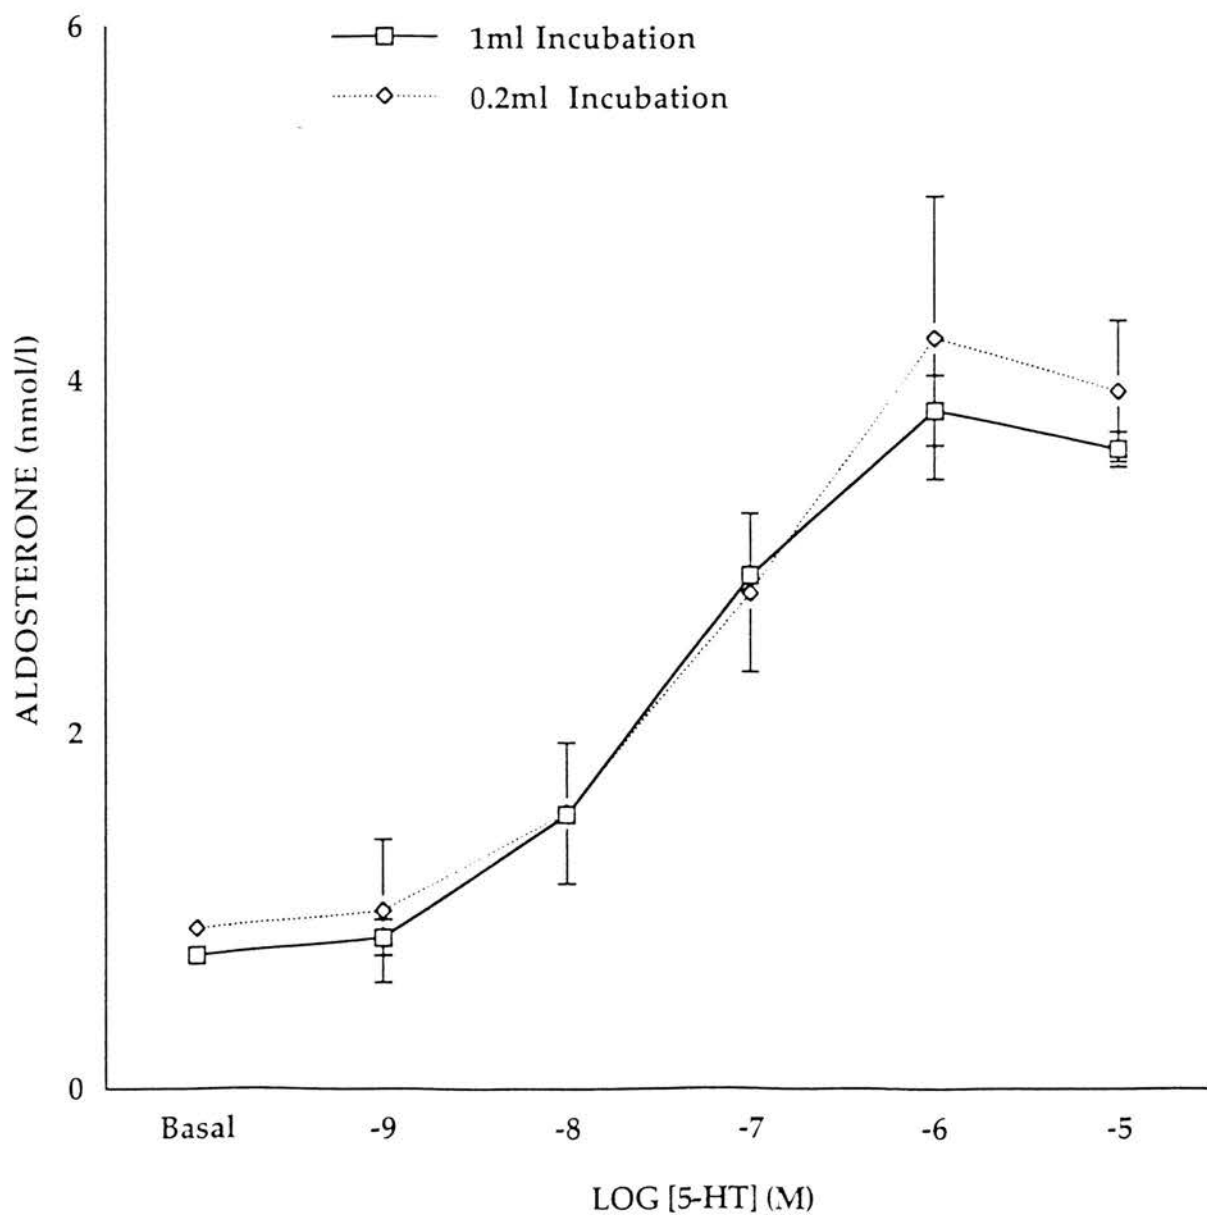 6
1ml Incubation
0.2ml Incubation
4
ALDOSTERONE (nmol/l)
2
0
Basal -9 -8 -7 -6 -5
LOG [5-HT] (M)